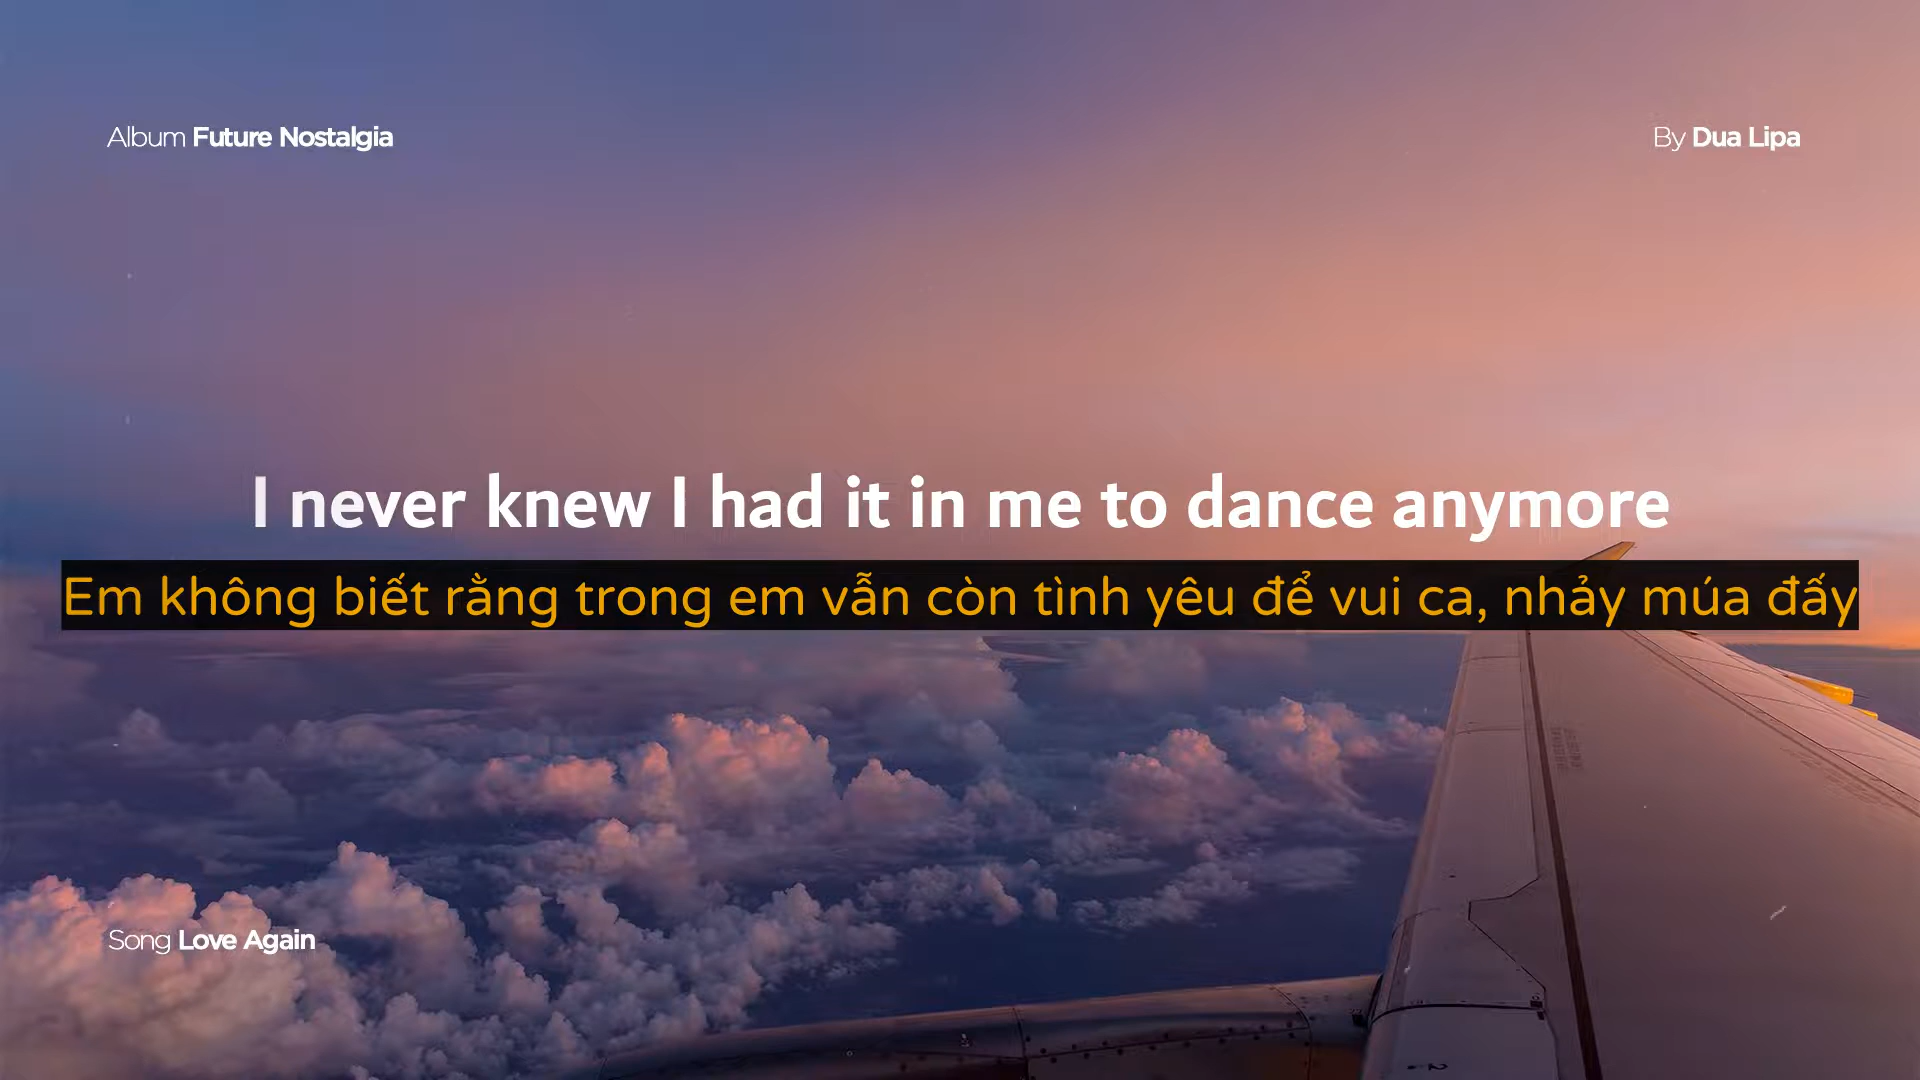 Album Future Nostalgia
By Dua Lipa
I never knew I had it in me to dance anymore
Em không biết rằng trong em vẫn còn tình yêu để vui ca, nhảy múa đấy
Song Love Again